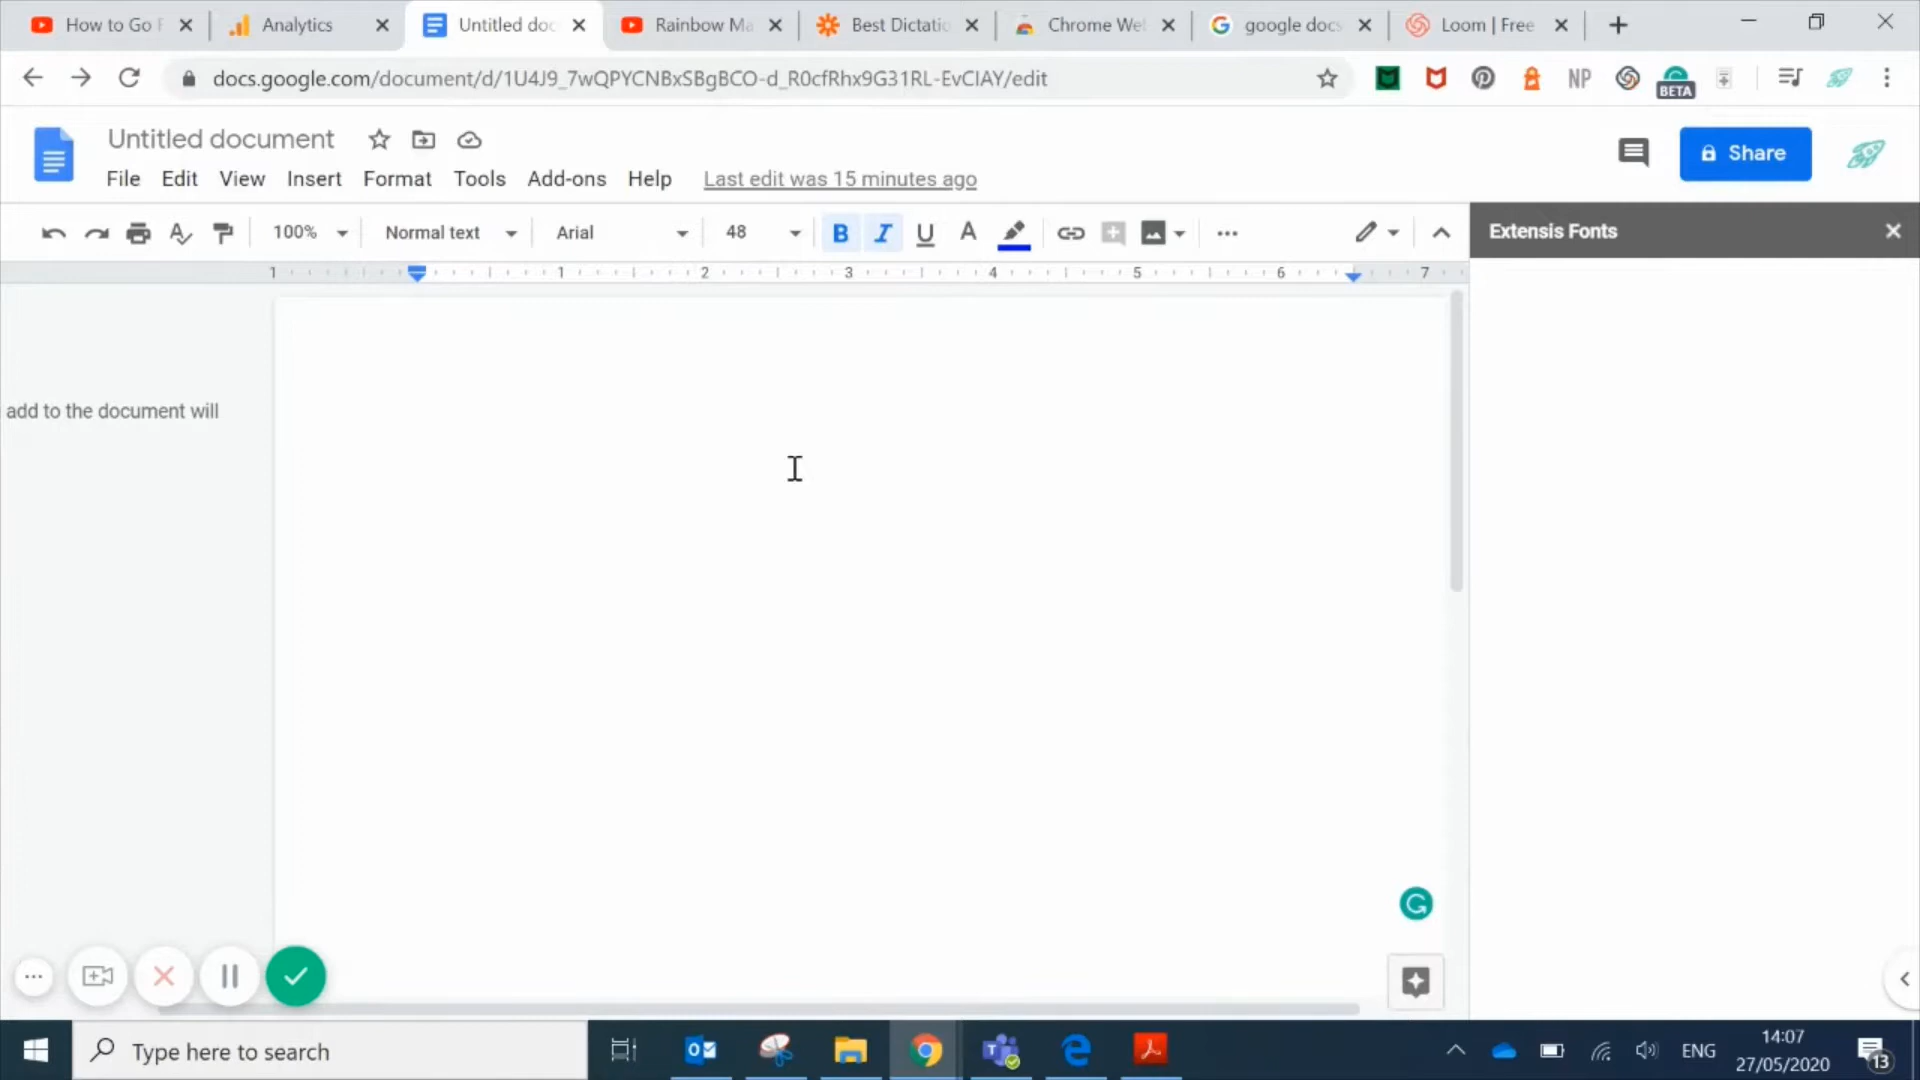 How to Go F
Analytics
Untitled doc
Rainbow Ma
Best Dictatio
Chrome We
google docs
Loom | Free
docs.google.com/document/d/1U4J9_7wQPYCNBxSBgBCO-d_R0cfRhx9G31RL-EvCIAY/edit
NP
BETA
Untitled document
Share
File Edit View Insert Format Tools Add-ons Help Last edit was 15 minutes ago
100% Normal text Arial 48 B I U A
Extensis Fonts
1 1 2 3 4 5 6 7
add to the document will
Type here to search
ENG
14:07
27/05/2020
13